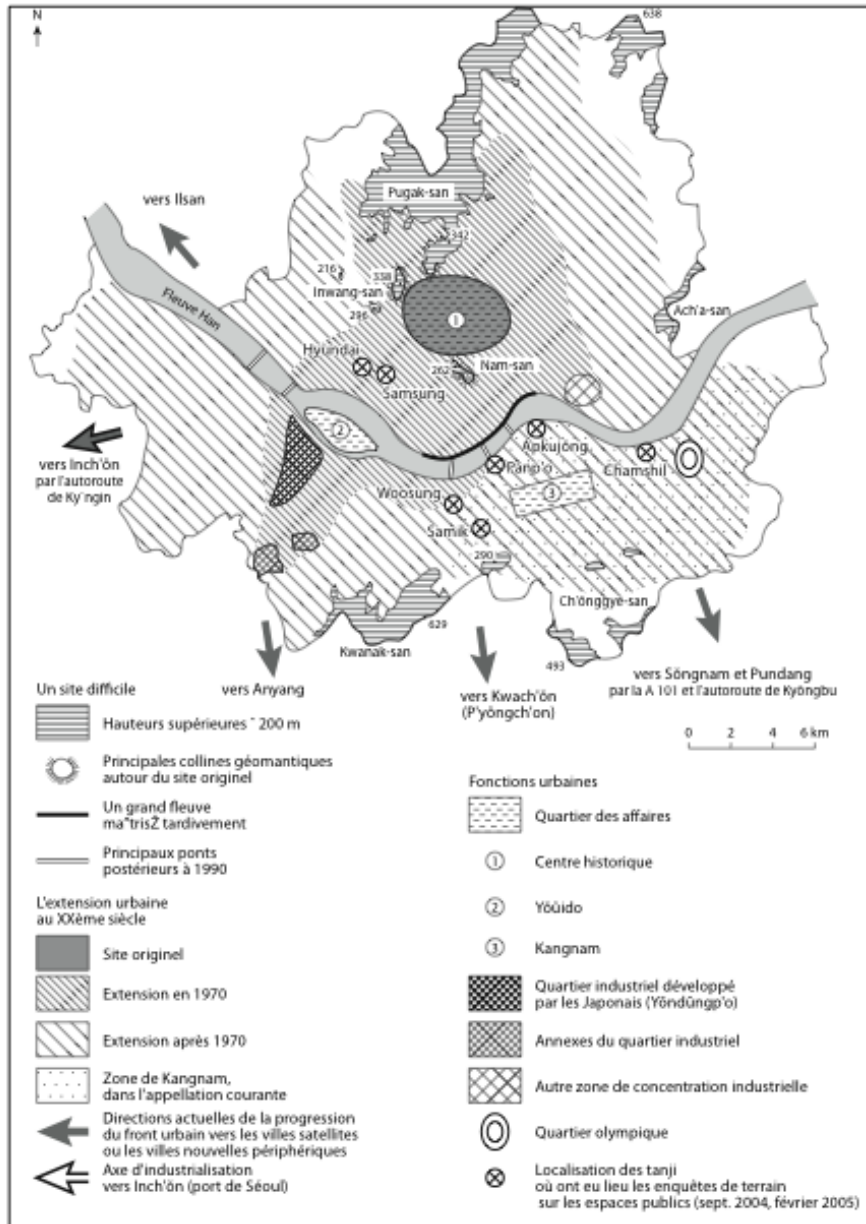 N
638
Pugak-san
vers Ilsan
342
216
338
Inwang-san
296
Fleuve Han
1
Ach'a-san
Hyundai
262
Nam-san
Samsung
2
Apkujŏng
vers Inch'ŏn
par l'autoroute
de Ky¨ngin
Panp'o
Chamshil
Woosung
3
Samik
290
Ch'ŏnggye-san
629
Kwanak-san
493
vers Anyang
vers Kwach'ŏn
(P'yŏngch'on)
vers Sŏngnam et Pundang
par la A 101 et l'autoroute de Kyŏngbu
0 2 4 6 km
Un site difficile
Hauteurs supérieures ˆ 200 m
Principales collines géomantiques
autour du site originel
Un grand fleuve
ma”trisŽ tardivement
Principaux ponts
postérieurs à 1990
L'extension urbaine
au XXème siècle
Site originel
Extension en 1970
Extension après 1970
Zone de Kangnam,
dans l'appellation courante
Directions actuelles de la progression
du front urbain vers les villes satellites
ou les villes nouvelles périphériques
Axe d'industrialisation
vers Inch'ŏn (port de Séoul)
Fonctions urbaines
Quartier des affaires
1 Centre historique
2 Yŏŭido
3 Kangnam
Quartier industriel développé
par les Japonais (Yŏndŭngp'o)
Annexes du quartier industriel
Autre zone de concentration industrielle
Quartier olympique
Localisation des tanji
où ont eu lieu les enquêtes de terrain
sur les espaces publics (sept. 2004, février 2005)